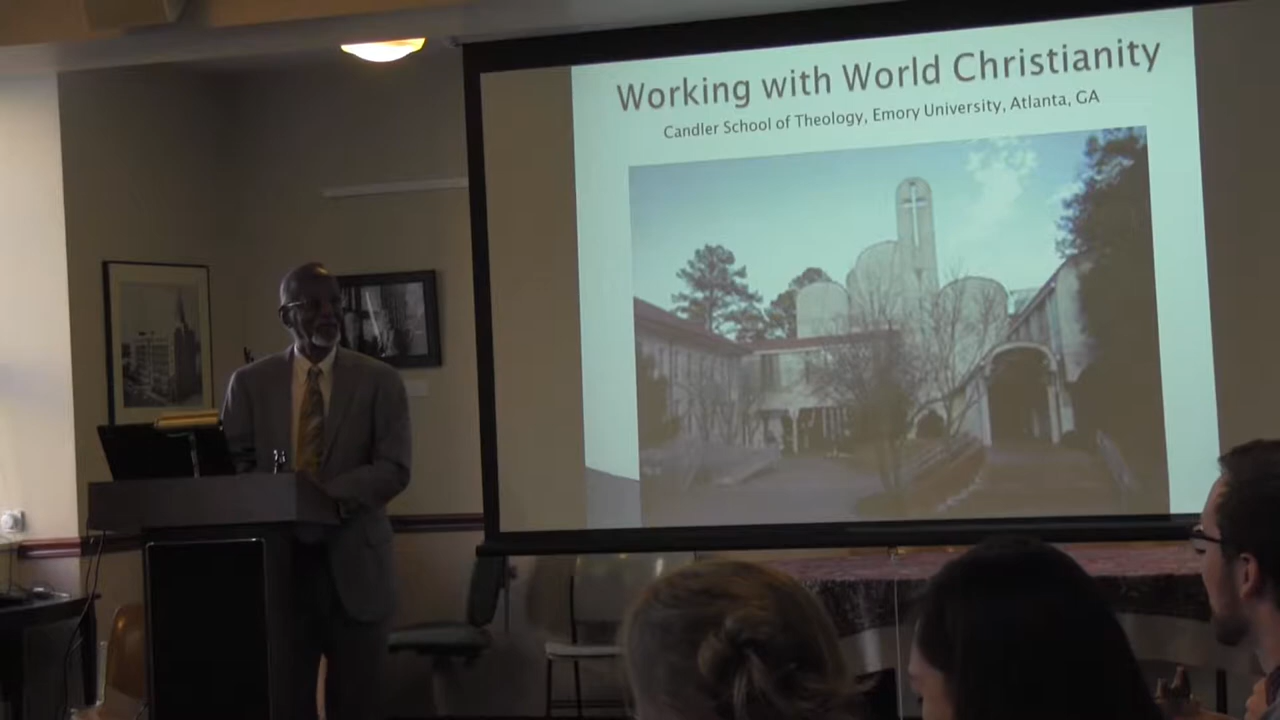 Working with World Christianity
Candler School of Theology, Emory University, Atlanta, GA